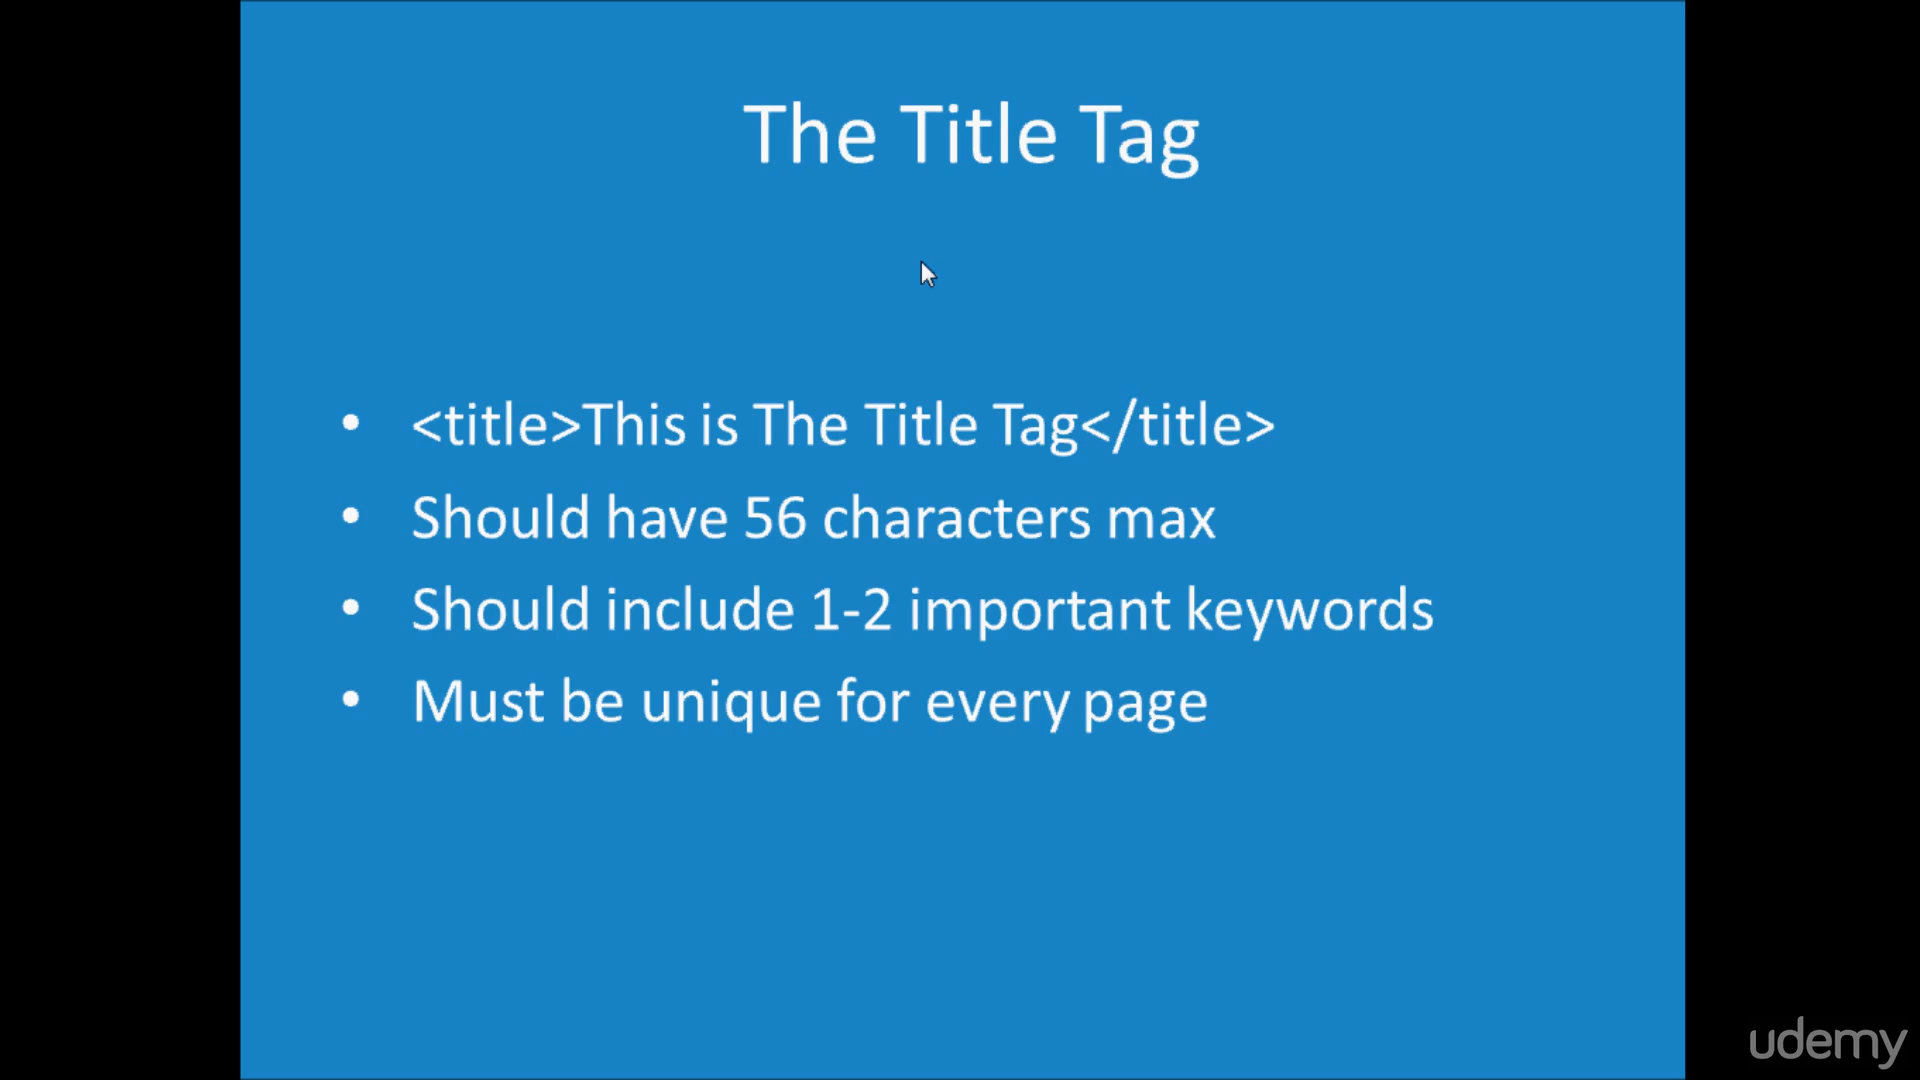 The Title Tag
• <title>This is The Title Tag</title>
• Should have 56 characters max
• Should include 1-2 important keywords
• Must be unique for every page
udemy